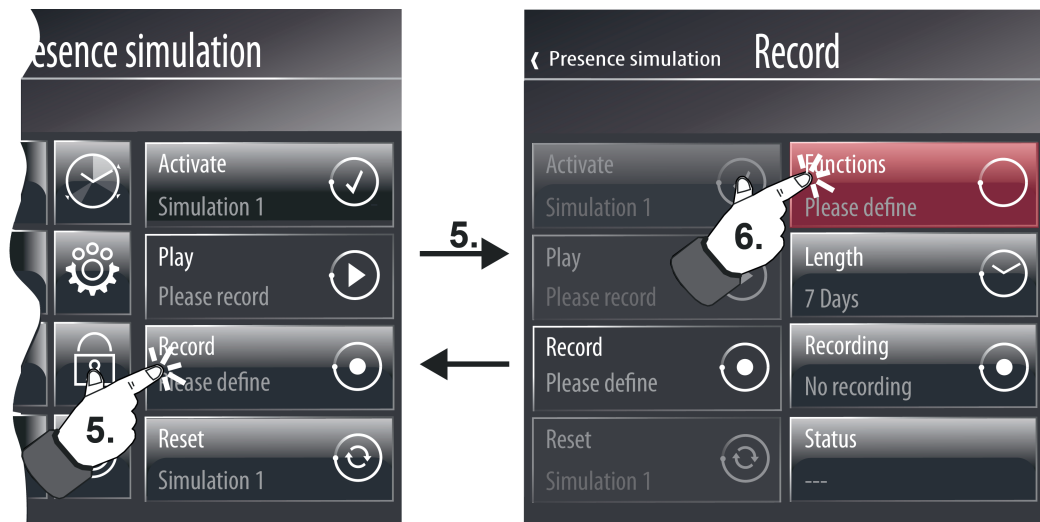 esence simulation
Activate
Simulation 1
Play
Please record
Record
ase define
5.
Reset
Simulation 1
5.
❰ Presence simulation Record
Activate
Simulation 1
Play
Please record
Record
Please define
Reset
Simulation 1
Functions
Please define
6.
Length
7 Days
Recording
No recording
Status
---